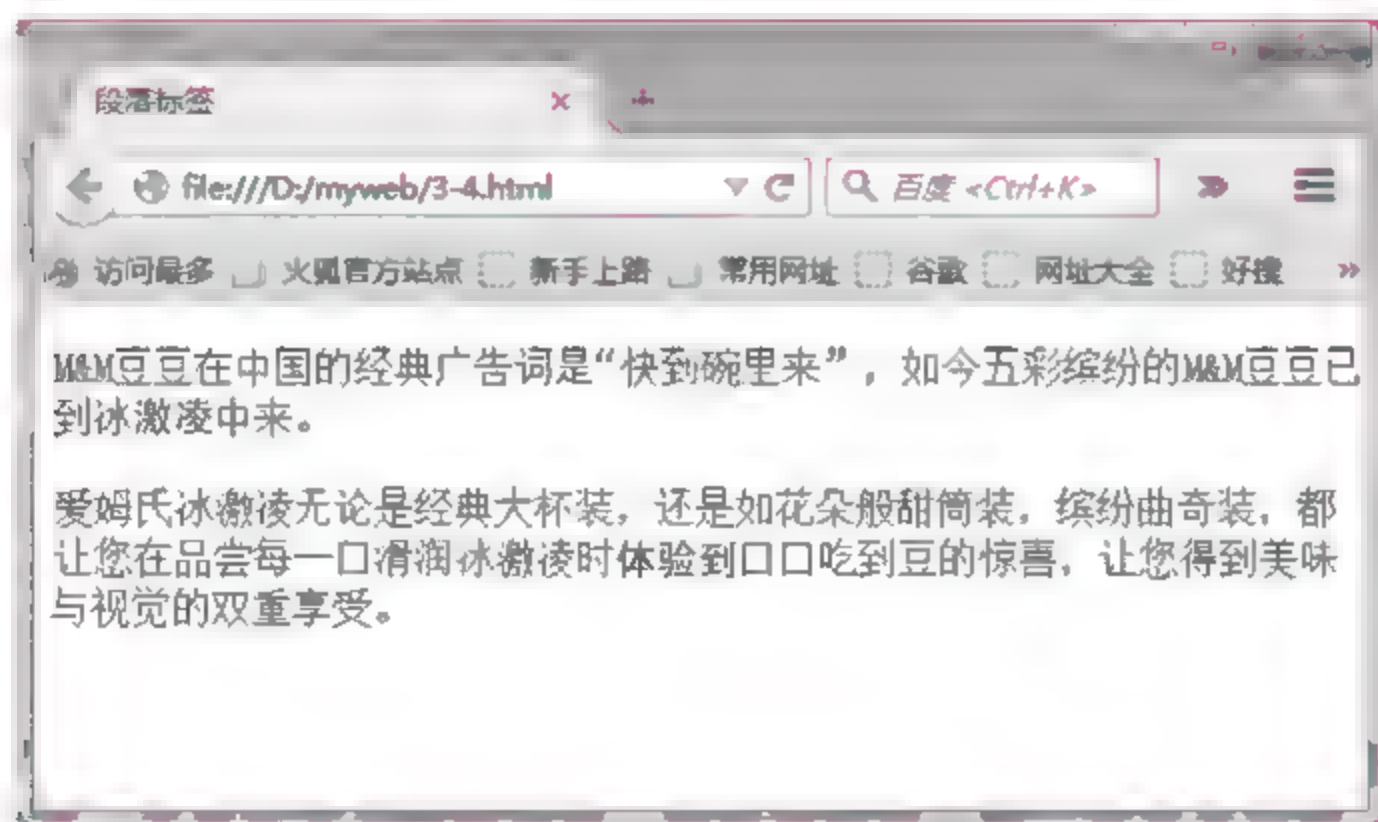 段落标签
file:///D:/myweb/3-4.html
百度 <Ctrl+K>
访问最多 火狐官方站点 新手上路 常用网址 谷歌 网址大全 好搜
M&M豆豆在中国的经典广告词是“快到碗里来”，如今五彩缤纷的M&M豆豆已
到冰激凌中来。
爱姆氏冰激凌无论是经典大杯装，还是如花朵般甜筒装，缤纷曲奇装，都
让您在品尝每一口滑润冰激凌时体验到口口吃到豆的惊喜，让您得到美味
与视觉的双重享受。